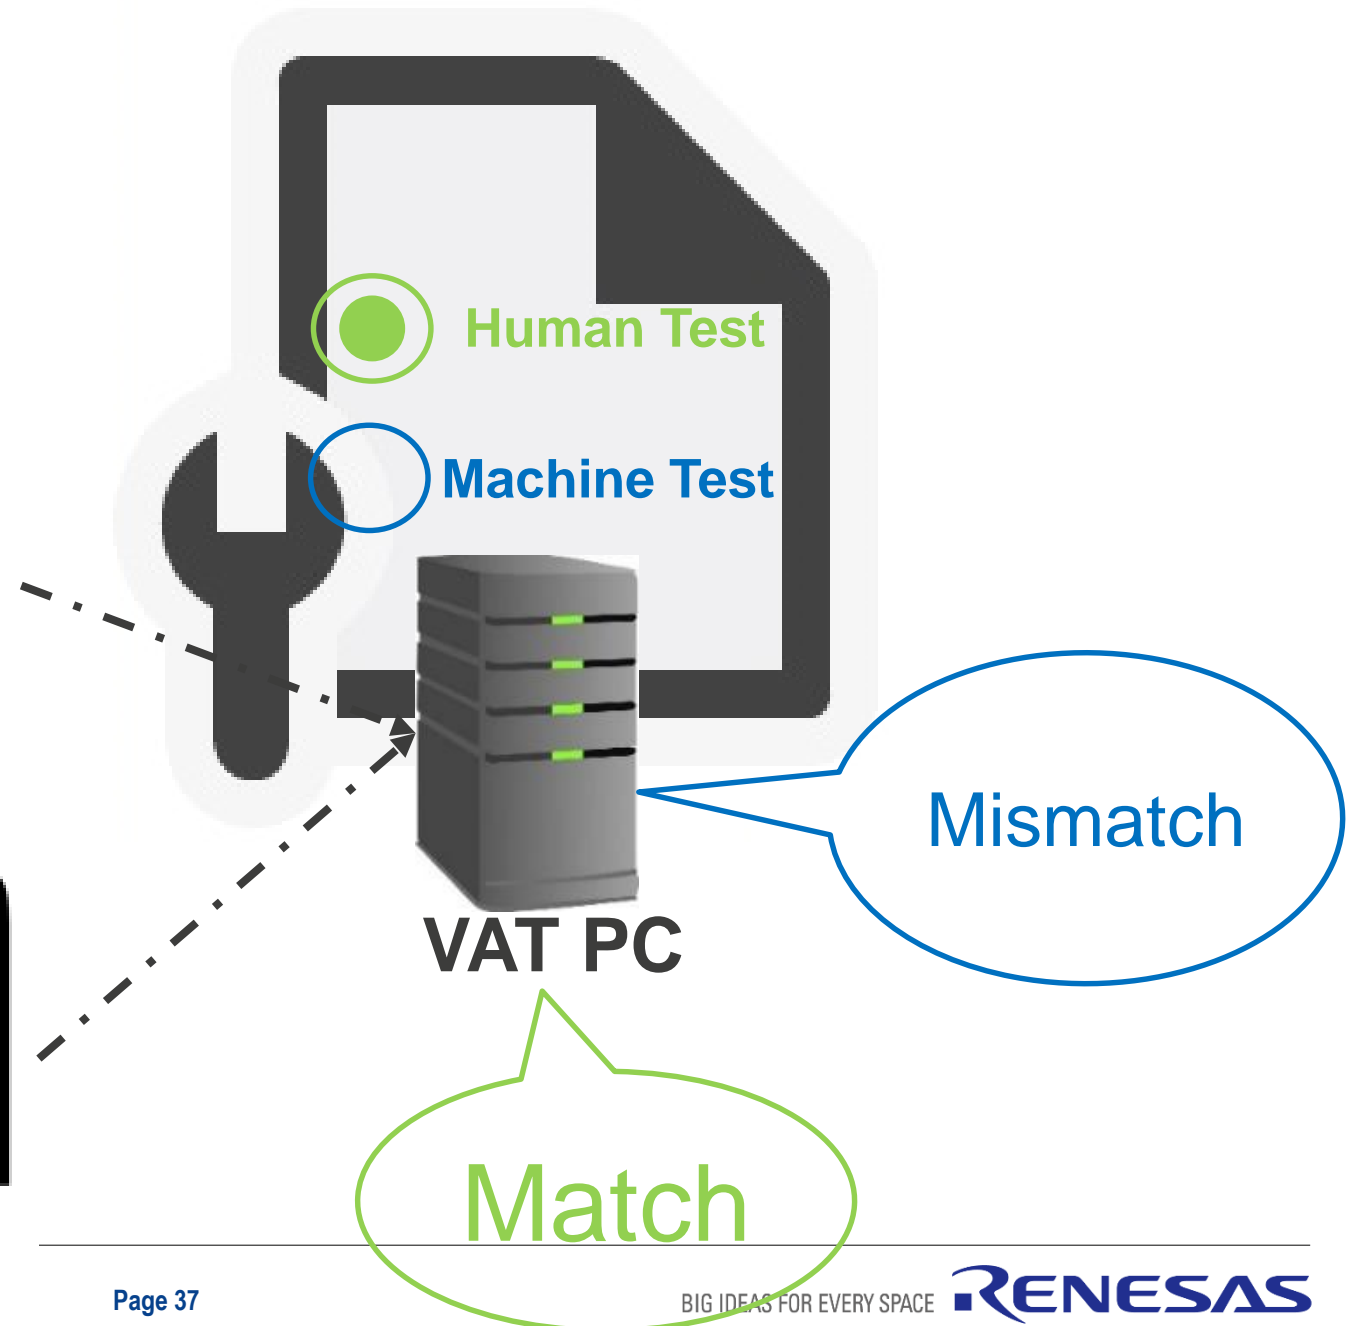 Human Test
Machine Test
Mismatch
VAT PC
Match
Page 37
BIG IDEAS FOR EVERY SPACE RENESAS